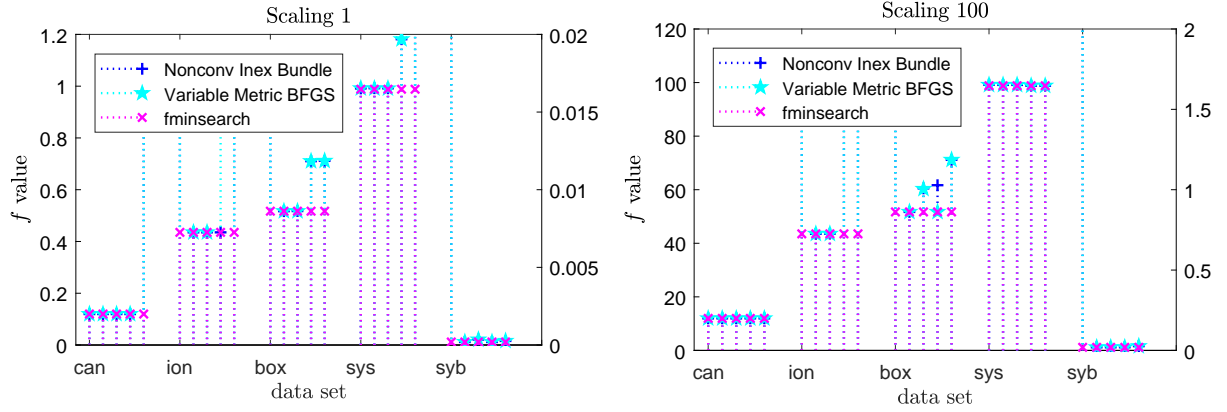 Scaling 1
1.2
1
0.8
0.6
0.4
0.2
0
f value
Nonconv Inex Bundle
Variable Metric BFGS
fminsearch
0.02
0.015
0.01
0.005
0
can ion box sys syb
data set
Scaling 100
120
100
80
60
40
20
0
f value
Nonconv Inex Bundle
Variable Metric BFGS
fminsearch
2
1.5
1
0.5
0
can ion box sys syb
data set